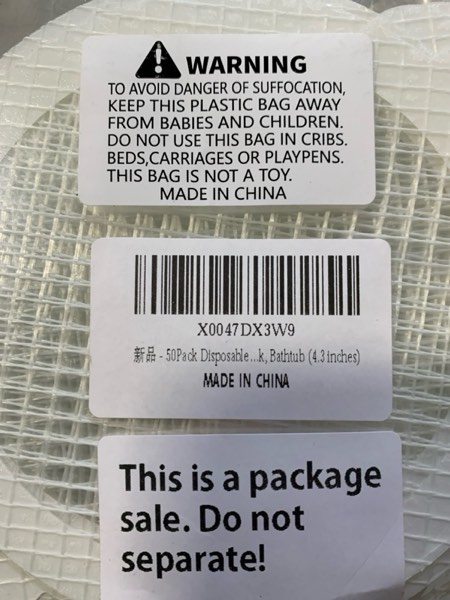 WARNING
TO AVOID DANGER OF SUFFOCATION,
KEEP THIS PLASTIC BAG AWAY
FROM BABIES AND CHILDREN.
DO NOT USE THIS BAG IN CRIBS.
BEDS,CARRIAGES OR PLAYPENS.
THIS BAG IS NOT A TOY.
MADE IN CHINA
X0047DX3W9
新品 - 50Pack Disposable...k, Bathtub (4.3 inches)
MADE IN CHINA
This is a package
sale. Do not
separate!